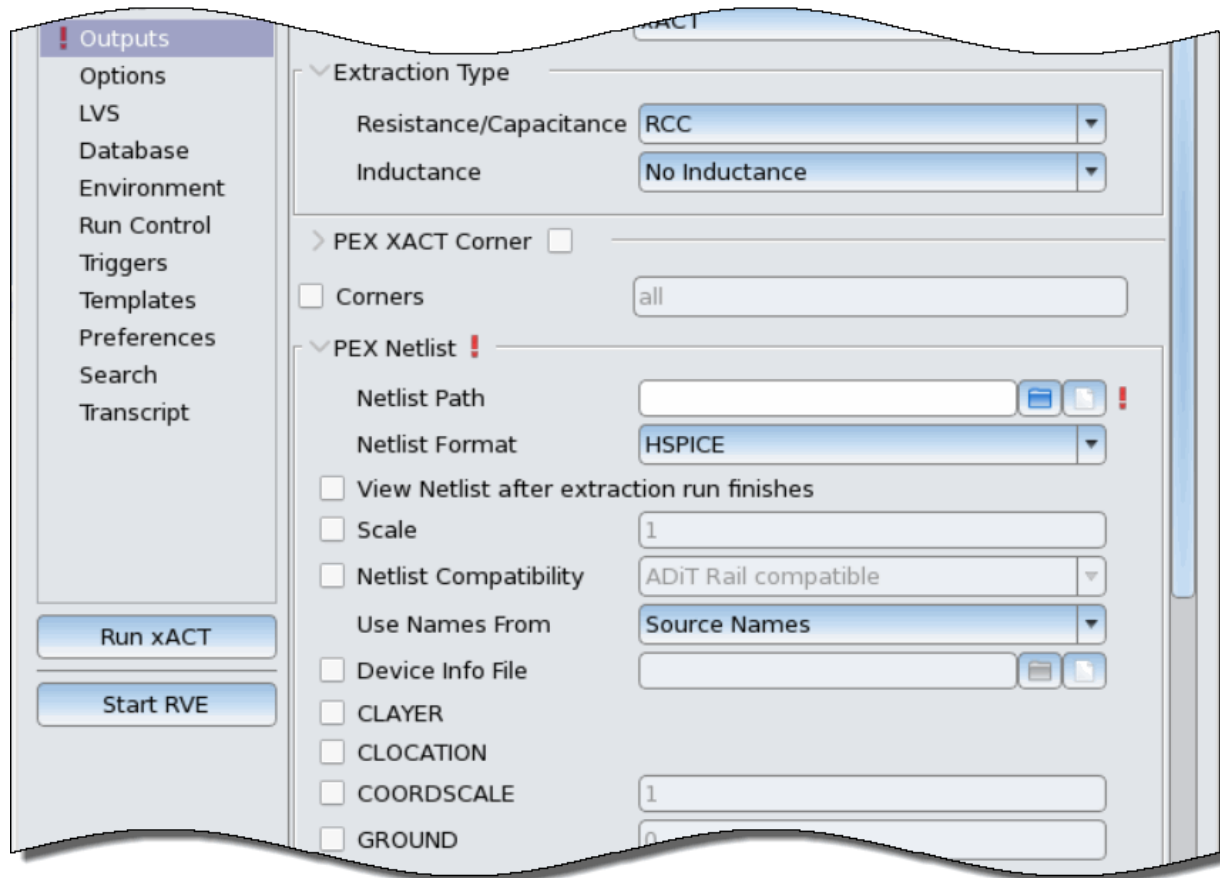 xACT
! Outputs
Options
LVS
Database
Environment
Run Control
Triggers
Templates
Preferences
Search
Transcript
Run xACT
Start RVE
Extraction Type
Resistance/Capacitance RCC
Inductance No Inductance
PEX XACT Corner
Corners all
PEX Netlist !
Netlist Path !
Netlist Format HSPICE
View Netlist after extraction run finishes
Scale 1
Netlist Compatibility ADiT Rail compatible
Use Names From Source Names
Device Info File
CLAYER
CLOCATION
COORDSCALE 1
GROUND 0